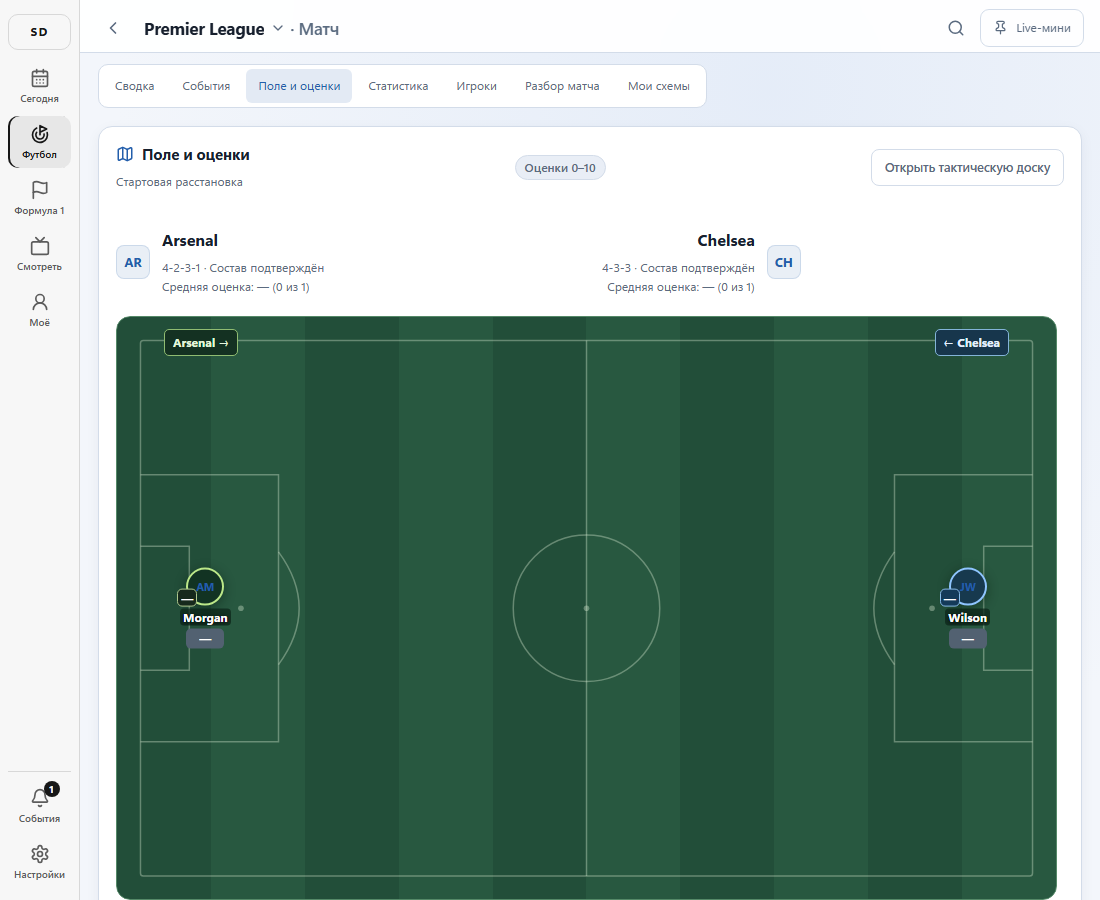 SD
Сегодня
Футбол
Формула 1
Смотреть
Моё
1
События
Настройки
Premier League · Матч
Live-мини
Сводка
События
Поле и оценки
Статистика
Игроки
Разбор матча
Мои схемы
Поле и оценки
Стартовая расстановка
Оценки 0–10
Открыть тактическую доску
AR
Arsenal
4-2-3-1 · Состав подтверждён
Средняя оценка: — (0 из 1)
Chelsea
4-3-3 · Состав подтверждён
Средняя оценка: — (0 из 1)
CH
Arsenal →
← Chelsea
AM
—
Morgan
—
JW
—
Wilson
—